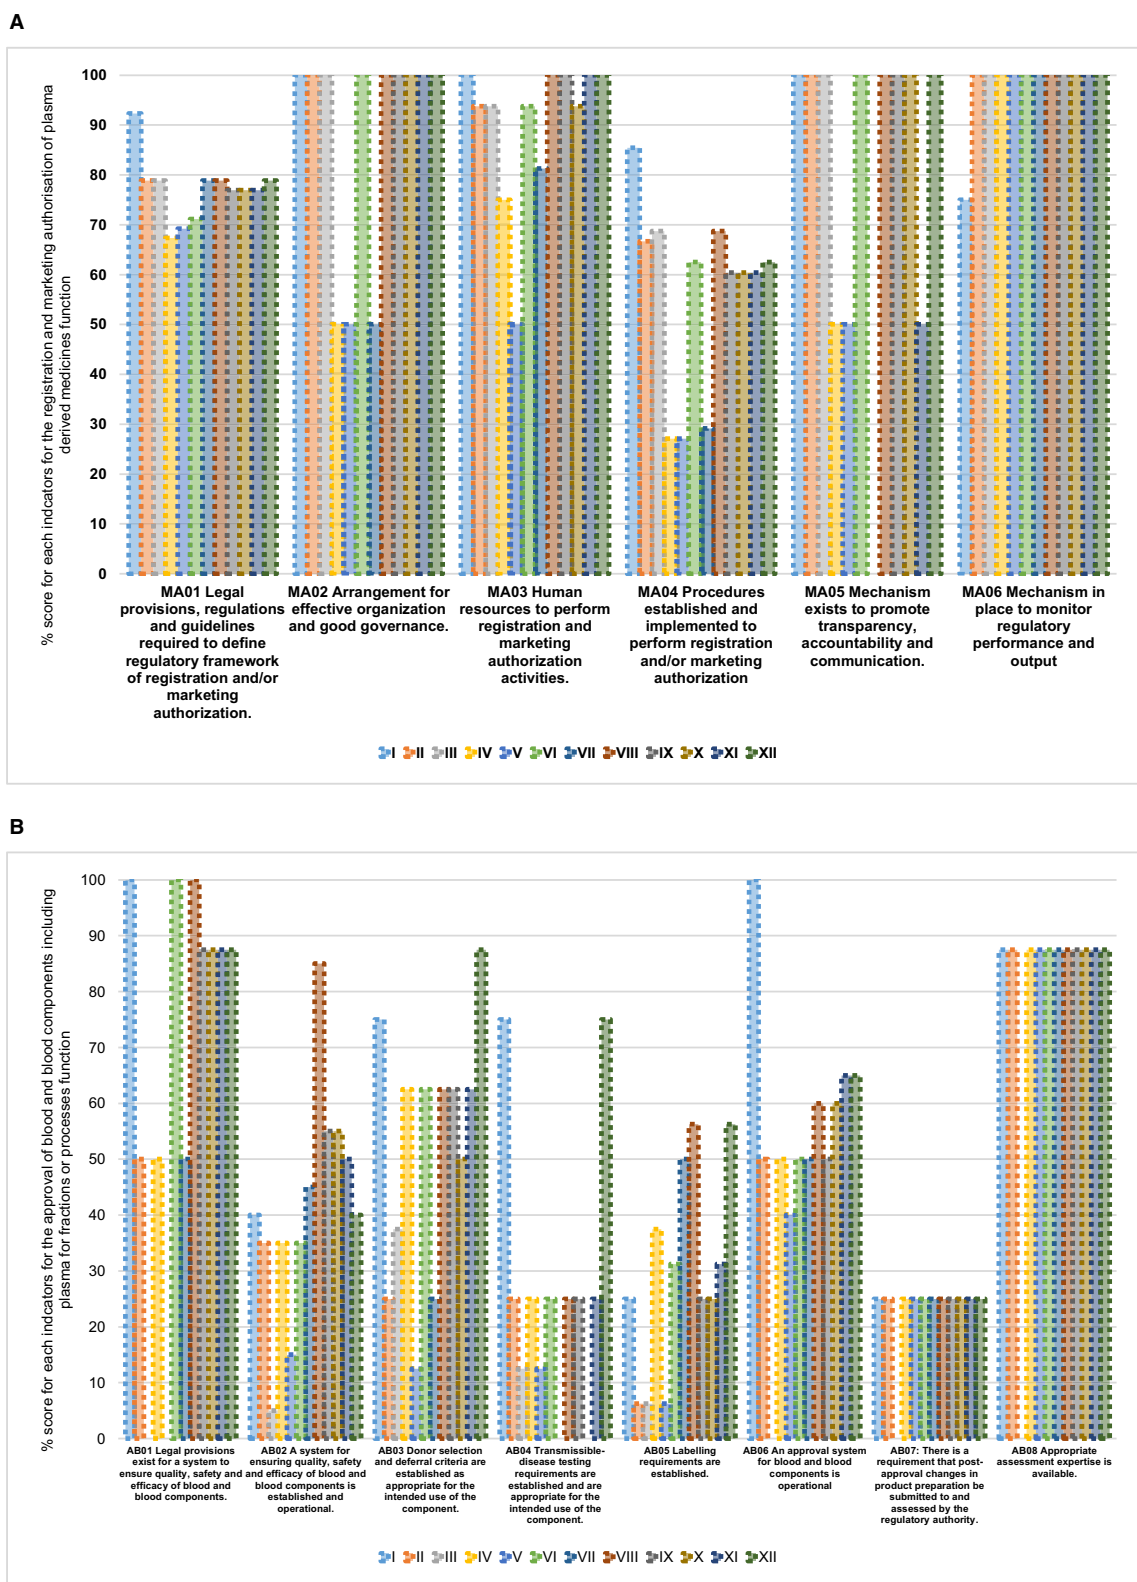 A
% score for each indcators for the registration and marketing authorisation of plasma
derived medicines function
100
90
80
70
60
50
40
30
20
10
0
MA01 Legal
provisions, regulations
and guidelines
required to define
regulatory framework
of registration and/or
marketing
authorization.
MA02 Arrangement for
effective organization
and good governance.
MA03 Human
resources to perform
registration and
marketing
authorization
activities.
MA04 Procedures
established and
implemented to
perform registration
and/or marketing
authorization
MA05 Mechanism
exists to promote
transparency,
accountability and
communication.
MA06 Mechanism in
place to monitor
regulatory
performance and
output
I II III IV V VI VII VIII IX X XI XII
B
% score for each indcators for the approval of blood and blood components including
plasma for fractions or processes function
100
90
80
70
60
50
40
30
20
10
0
AB01 Legal provisions
exist for a system to
ensure quality, safety and
efficacy of blood and
blood components.
AB02 A system for
ensuring quality, safety
and efficacy of blood and
blood components is
established and
operational.
AB03 Donor selection
and deferral criteria are
established as
appropriate for the
intended use of the
component.
AB04 Transmissible-
disease testing
requirements are
established and are
appropriate for the
intended use of the
component.
AB05 Labelling
requirements are
established.
AB06 An approval system
for blood and blood
components is
operational
AB07: There is a
requirement that post-
approval changes in
product preparation be
submitted to and
assessed by the
regulatory authority.
AB08 Appropriate
assessment expertise is
available.
I II III IV V VI VII VIII IX X XI XII